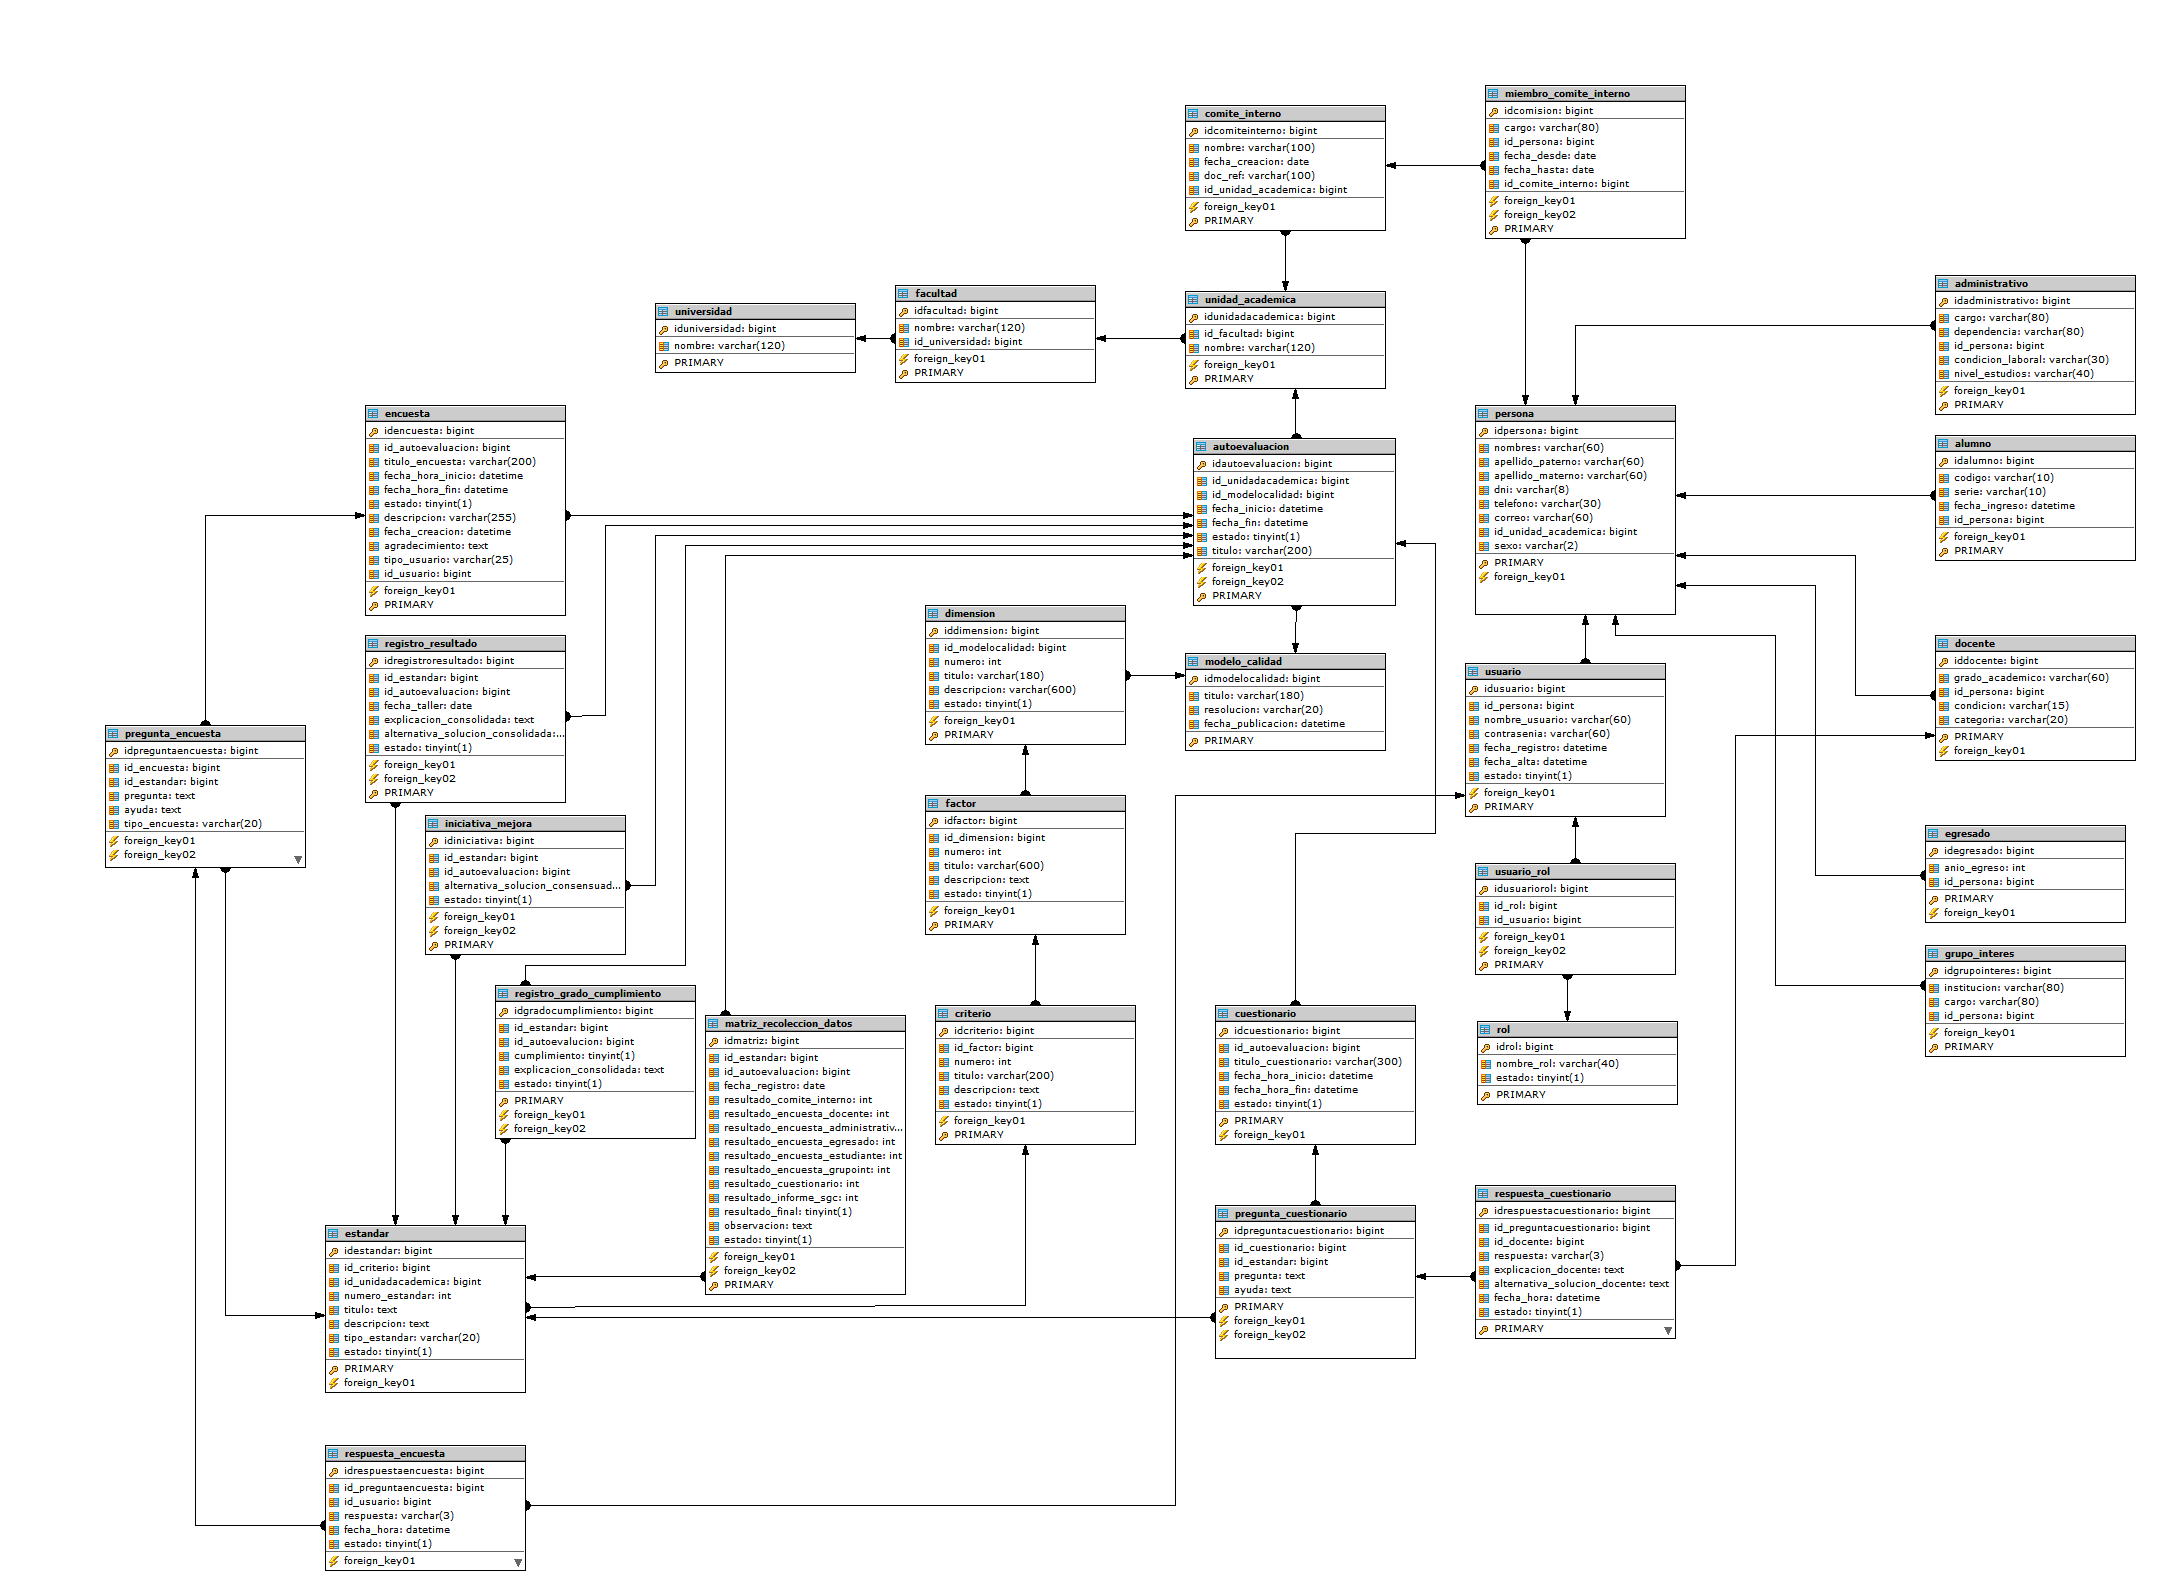 miembro_comite_interno
idcomision: bigint
cargo: varchar(80)
id_persona: bigint
fecha_desde: date
fecha_hasta: date
id_comite_interno: bigint
foreign_key01
foreign_key02
PRIMARY
comite_interno
idcomiteinterno: bigint
nombre: varchar(100)
fecha_creacion: date
doc_ref: varchar(100)
id_unidad_academica: bigint
foreign_key01
PRIMARY
administrativo
idadministrativo: bigint
cargo: varchar(80)
dependencia: varchar(80)
id_persona: bigint
condicion_laboral: varchar(30)
nivel_estudios: varchar(40)
foreign_key01
PRIMARY
universidad
iduniversidad: bigint
nombre: varchar(120)
PRIMARY
facultad
idfacultad: bigint
nombre: varchar(120)
id_universidad: bigint
foreign_key01
PRIMARY
unidad_academica
idunidadacademica: bigint
id_facultad: bigint
nombre: varchar(120)
foreign_key01
PRIMARY
encuesta
idencuesta: bigint
id_autoevaluacion: bigint
titulo_encuesta: varchar(200)
fecha_hora_inicio: datetime
fecha_hora_fin: datetime
estado: tinyint(1)
descripcion: varchar(255)
fecha_creacion: datetime
agradecimiento: text
tipo_usuario: varchar(25)
id_usuario: bigint
foreign_key01
PRIMARY
autoevaluacion
idautoevaluacion: bigint
id_unidadacademica: bigint
id_modelocalidad: bigint
fecha_inicio: datetime
fecha_fin: datetime
estado: tinyint(1)
titulo: varchar(200)
foreign_key01
foreign_key02
PRIMARY
persona
idpersona: bigint
nombres: varchar(60)
apellido_paterno: varchar(60)
apellido_materno: varchar(60)
dni: varchar(8)
telefono: varchar(30)
correo: varchar(60)
id_unidad_academica: bigint
sexo: varchar(2)
PRIMARY
foreign_key01
alumno
idalumno: bigint
codigo: varchar(10)
serie: varchar(10)
fecha_ingreso: datetime
id_persona: bigint
foreign_key01
PRIMARY
registro_resultado
idregistroresultado: bigint
id_estandar: bigint
id_autoevaluacion: bigint
fecha_taller: date
explicacion_consolidada: text
alternativa_solucion_consolidada:...
estado: tinyint(1)
foreign_key01
foreign_key02
PRIMARY
dimension
iddimension: bigint
id_modelocalidad: bigint
numero: int
titulo: varchar(180)
descripcion: varchar(600)
estado: tinyint(1)
foreign_key01
PRIMARY
modelo_calidad
idmodelocalidad: bigint
titulo: varchar(180)
resolucion: varchar(20)
fecha_publicacion: datetime
PRIMARY
usuario
idusuario: bigint
id_persona: bigint
nombre_usuario: varchar(60)
contrasenia: varchar(60)
fecha_registro: datetime
fecha_alta: datetime
estado: tinyint(1)
foreign_key01
PRIMARY
docente
iddocente: bigint
grado_academico: varchar(60)
id_persona: bigint
condicion: varchar(15)
categoria: varchar(20)
PRIMARY
foreign_key01
pregunta_encuesta
idpreguntaencuesta: bigint
id_encuesta: bigint
id_estandar: bigint
pregunta: text
ayuda: text
tipo_encuesta: varchar(20)
foreign_key01
foreign_key02
iniciativa_mejora
idiniciativa: bigint
id_estandar: bigint
id_autoevaluacion: bigint
alternativa_solucion_consensuad...
estado: tinyint(1)
foreign_key01
foreign_key02
PRIMARY
factor
idfactor: bigint
id_dimension: bigint
numero: int
titulo: varchar(600)
descripcion: text
estado: tinyint(1)
foreign_key01
PRIMARY
usuario_rol
idusuariorol: bigint
id_rol: bigint
id_usuario: bigint
foreign_key01
foreign_key02
PRIMARY
egresado
idegresado: bigint
anio_egreso: int
id_persona: bigint
PRIMARY
foreign_key01
grupo_interes
idgrupointeres: bigint
institucion: varchar(80)
cargo: varchar(80)
id_persona: bigint
foreign_key01
PRIMARY
registro_grado_cumplimiento
idgradocumplimiento: bigint
id_estandar: bigint
id_autoevalucion: bigint
cumplimiento: tinyint(1)
explicacion_consolidada: text
estado: tinyint(1)
PRIMARY
foreign_key01
foreign_key02
matriz_recoleccion_datos
idmatriz: bigint
id_estandar: bigint
id_autoevaluacion: bigint
fecha_registro: date
resultado_comite_interno: int
resultado_encuesta_docente: int
resultado_encuesta_administrativ...
resultado_encuesta_egresado: int
resultado_encuesta_estudiante: int
resultado_encuesta_grupoint: int
resultado_cuestionario: int
resultado_informe_sgc: int
resultado_final: tinyint(1)
observacion: text
estado: tinyint(1)
foreign_key01
foreign_key02
PRIMARY
criterio
idcriterio: bigint
id_factor: bigint
numero: int
titulo: varchar(200)
descripcion: text
estado: tinyint(1)
foreign_key01
PRIMARY
cuestionario
idcuestionario: bigint
id_autoevaluacion: bigint
titulo_cuestionario: varchar(300)
fecha_hora_inicio: datetime
fecha_hora_fin: datetime
estado: tinyint(1)
PRIMARY
foreign_key01
rol
idrol: bigint
nombre_rol: varchar(40)
estado: tinyint(1)
PRIMARY
estandar
idestandar: bigint
id_criterio: bigint
id_unidadacademica: bigint
numero_estandar: int
titulo: text
descripcion: text
tipo_estandar: varchar(20)
estado: tinyint(1)
PRIMARY
foreign_key01
pregunta_cuestionario
idpreguntacuestionario: bigint
id_cuestionario: bigint
id_estandar: bigint
pregunta: text
ayuda: text
PRIMARY
foreign_key01
foreign_key02
respuesta_cuestionario
idrespuestacuestionario: bigint
id_preguntacuestionario: bigint
id_docente: bigint
respuesta: varchar(3)
explicacion_docente: text
alternativa_solucion_docente: text
fecha_hora: datetime
estado: tinyint(1)
PRIMARY
respuesta_encuesta
idrespuestaencuesta: bigint
id_preguntaencuesta: bigint
id_usuario: bigint
respuesta: varchar(3)
fecha_hora: datetime
estado: tinyint(1)
foreign_key01